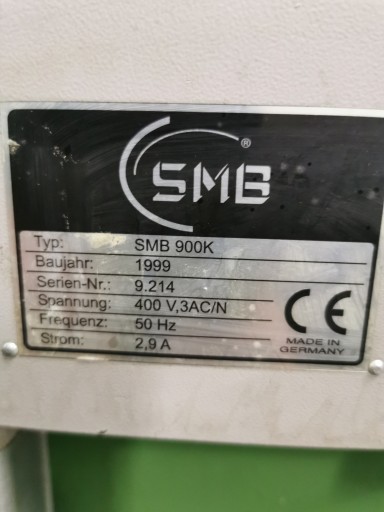 SMB®
Typ: SMB 900K
Baujahr: 1999
Serien-Nr.: 9.214
Spannung: 400 V,3AC/N
Frequenz: 50 Hz
Strom: 2,9 A
CE
MADE IN
GERMANY